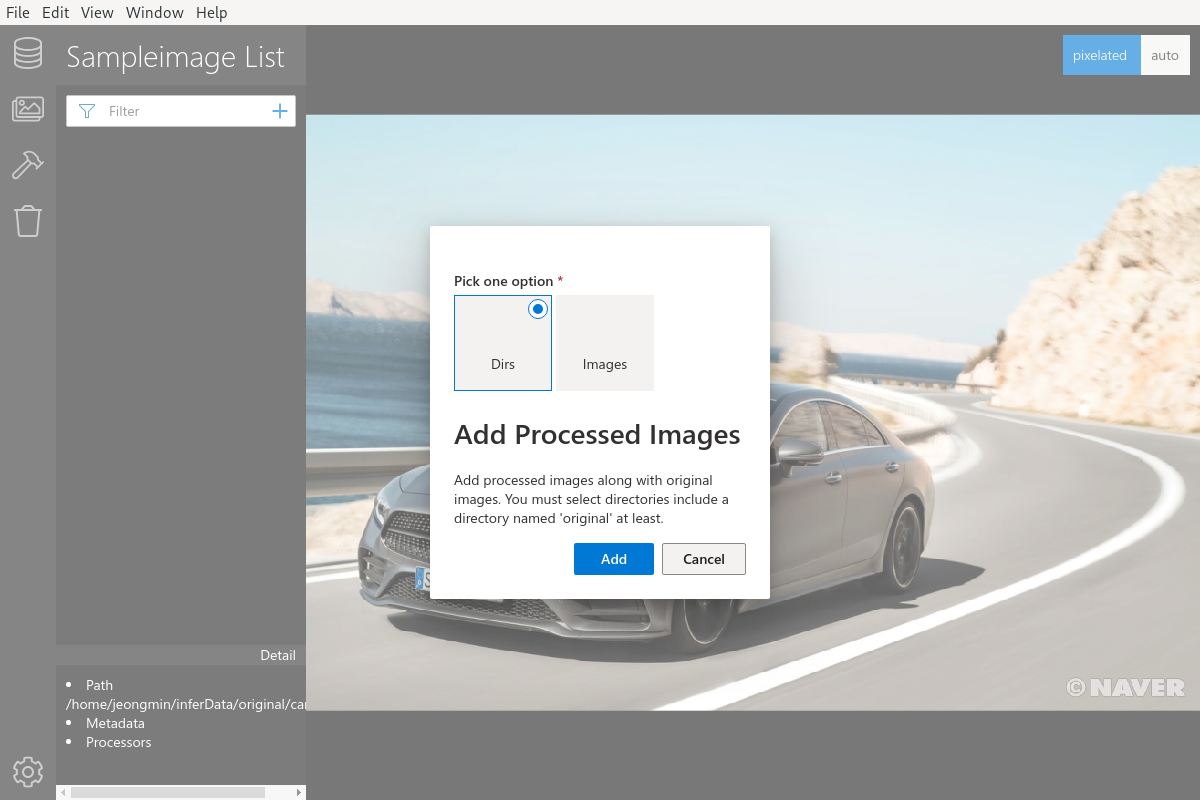 File Edit View Window Help
Sampleimage List
Filter
pixelated auto
Pick one option *
Dirs Images
Add Processed Images
Add processed images along with original
images. You must select directories include a
directory named 'original' at least.
Add Cancel
Detail
Path
/home/jeongmin/inferData/original/ca
Metadata
Processors
© NAVER